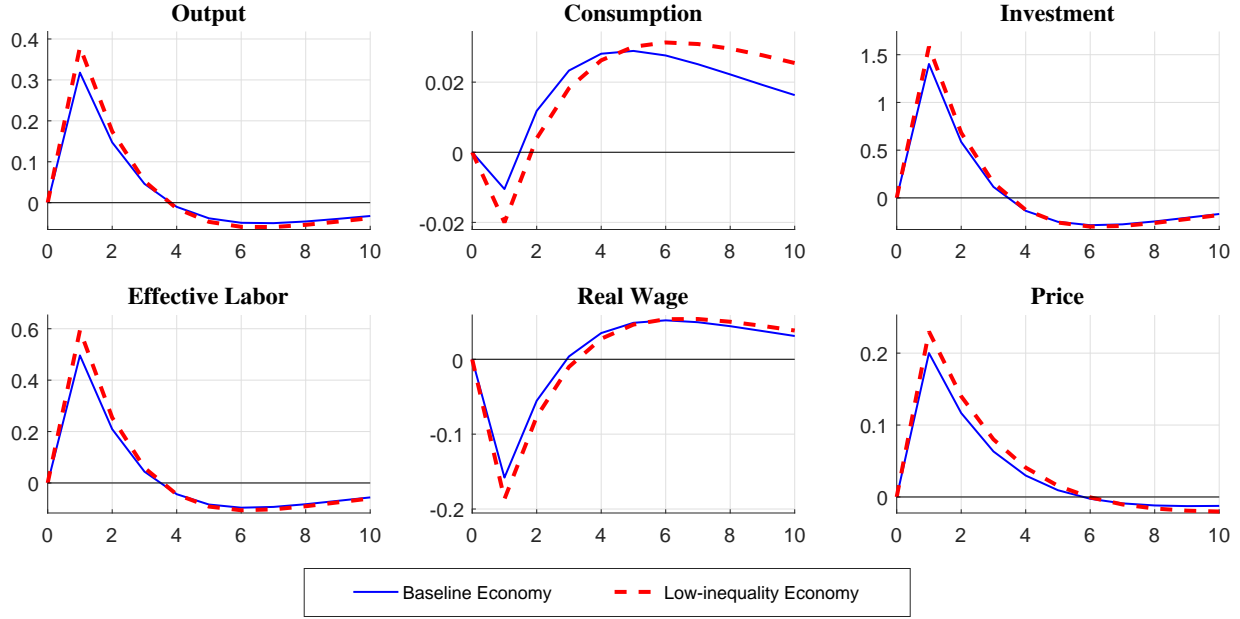 Output
0.4
0.3
0.2
0.1
0
0 2 4 6 8 10
Consumption
0.02
0
-0.02
0 2 4 6 8 10
Investment
1.5
1
0.5
0
0 2 4 6 8 10
Effective Labor
0.6
0.4
0.2
0
0 2 4 6 8 10
Real Wage
0
-0.1
-0.2
0 2 4 6 8 10
Price
0.2
0.1
0
0 2 4 6 8 10
Baseline Economy Low-inequality Economy